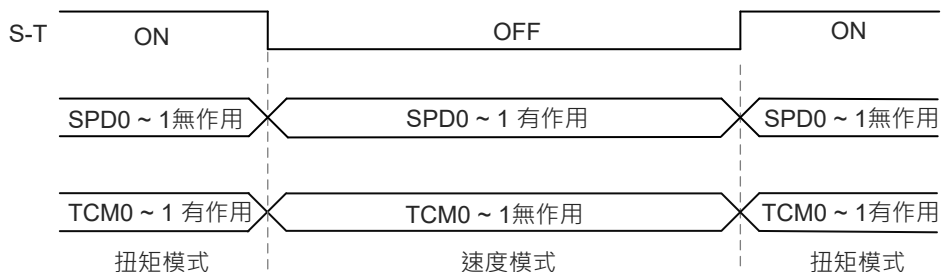 S-T ON OFF ON
SPD0 ~ 1無作用 SPD0 ~ 1 有作用 SPD0 ~ 1無作用
TCM0 ~ 1 有作用 TCM0 ~ 1無作用 TCM0 ~ 1有作用
扭矩模式 速度模式 扭矩模式